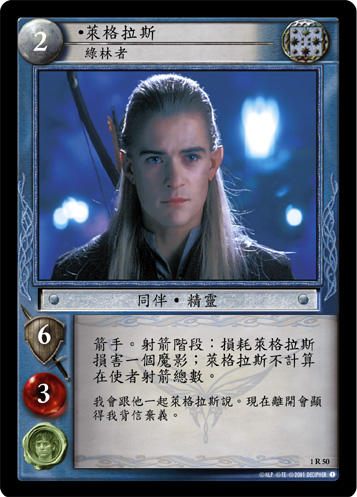 2
•萊格拉斯
綠林者
同伴•精靈
6
3
箭手。射箭階段：損耗萊格拉斯
損害一個魔影；萊格拉斯不計算
在使者射箭總數。
我會跟他一起萊格拉斯說。現在離開會顯
得我背信棄義。
1 R 50
©NLP ™TE ©2001 DECIPHER